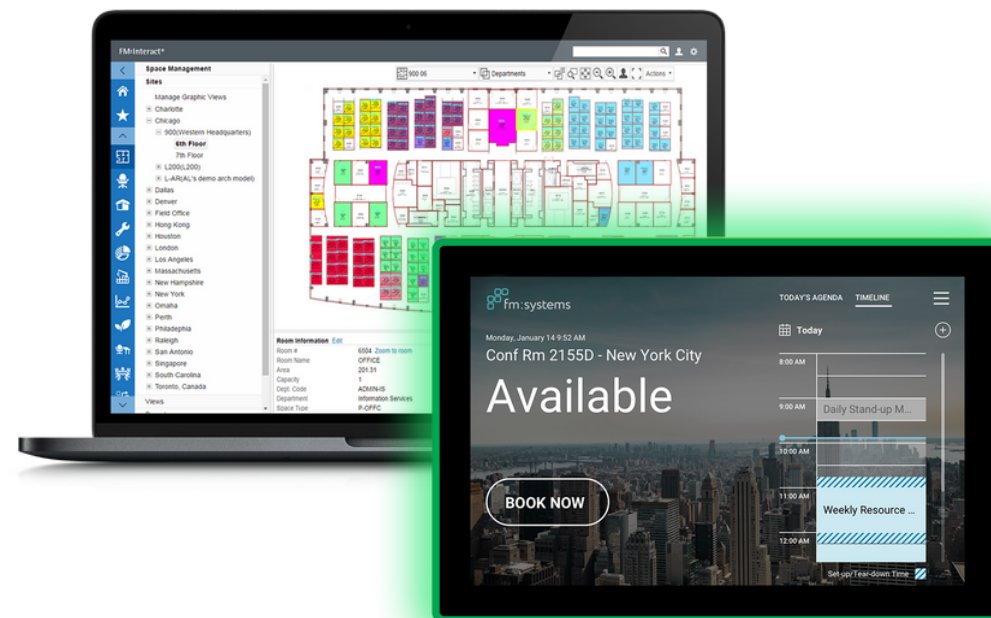 FM:Interact*
Space Management
Sites
Manage Graphic Views
Charlotte
Chicago
900(Western Headquarters)
6th Floor
7th Floor
L200(L200)
L-AR(AL's demo arch model)
Dallas
Denver
Field Office
Hong Kong
Houston
London
Los Angeles
Massachusetts
New Hampshire
New York
Omaha
Perth
Philadephia
Raleigh
San Antonio
Singapore
South Carolina
Toronto, Canada
Views
900 06
Departments
Actions
Room Information Edit
Room # 6504 Zoom to room
Room Name OFFICE
Area 201.31
Capacity 1
Dept. Code ADMIN-IS
Department Information Services
Space Type P-OFFC
fm:systems
TODAY'S AGENDA TIMELINE
Monday, January 14 9:52 AM
Conf Rm 2155D - New York City
Available
BOOK NOW
Today
8:00 AM
9:00 AM
Daily Stand-up M...
10:00 AM
11:00 AM
Weekly Resource ...
12:00 AM
Set-up/Tear-down Time